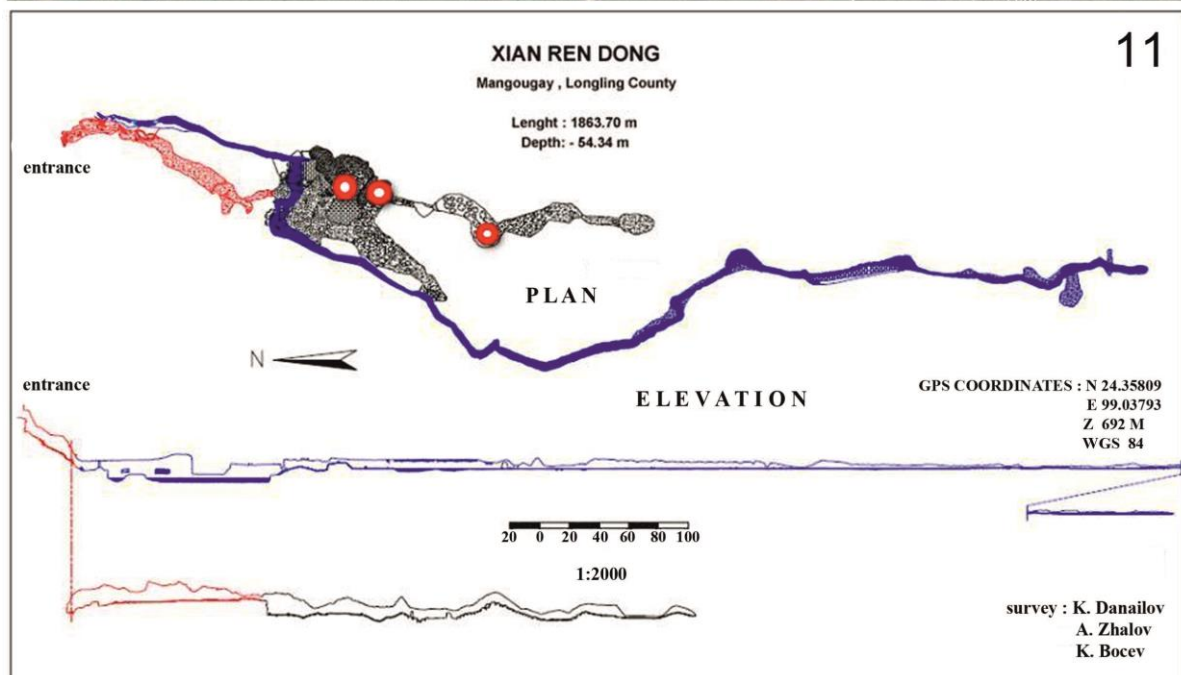 XIAN REN DONG
11
Mangougay , Longling County
Lenght : 1863.70 m
Depth: - 54.34 m
entrance
PLAN
N
entrance
ELEVATION
GPS COORDINATES : N 24.35809
E 99.03793
Z 692 M
WGS 84
20 0 20 40 60 80 100
1:2000
survey : K. Danailov
A. Zhalov
K. Bocev